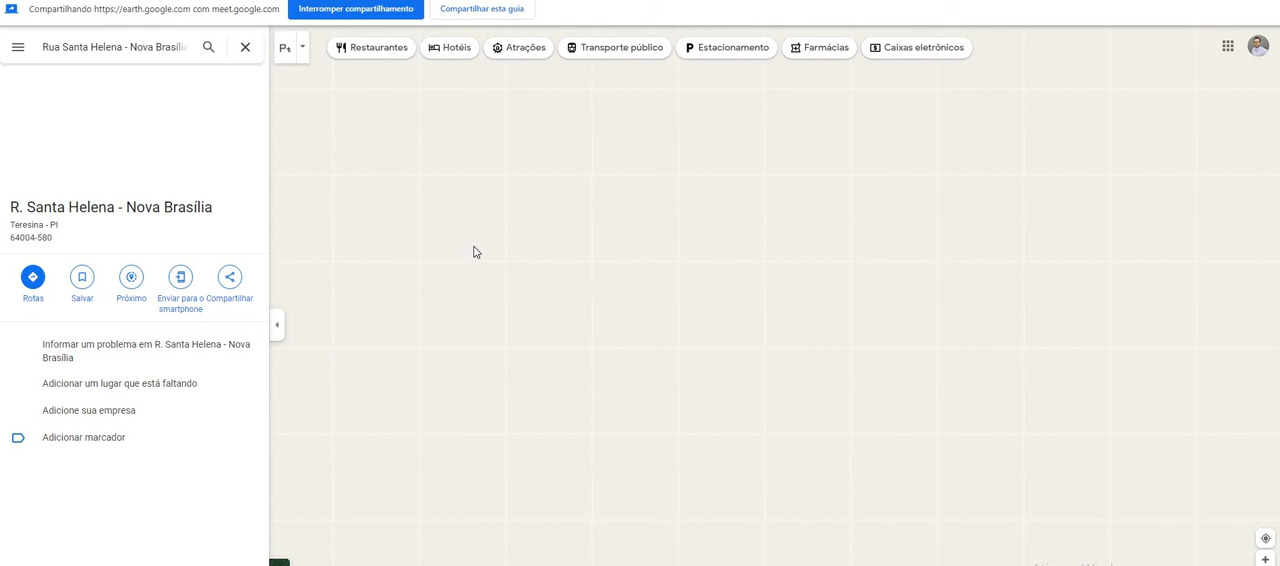 Compartilhando https://earth.google.com com meet.google.com
Interromper compartilhamento
Compartilhar esta guia
Rua Santa Helena - Nova Brasília
Restaurantes
Hotéis
Atrações
Transporte público
P Estacionamento
Farmácias
Caixas eletrônicos
R. Santa Helena - Nova Brasília
Teresina - PI
64004-580
Rotas
Salvar
Próximo
Enviar para o
smartphone
Compartilhar
Informar um problema em R. Santa Helena - Nova
Brasília
Adicionar um lugar que está faltando
Adicione sua empresa
Adicionar marcador